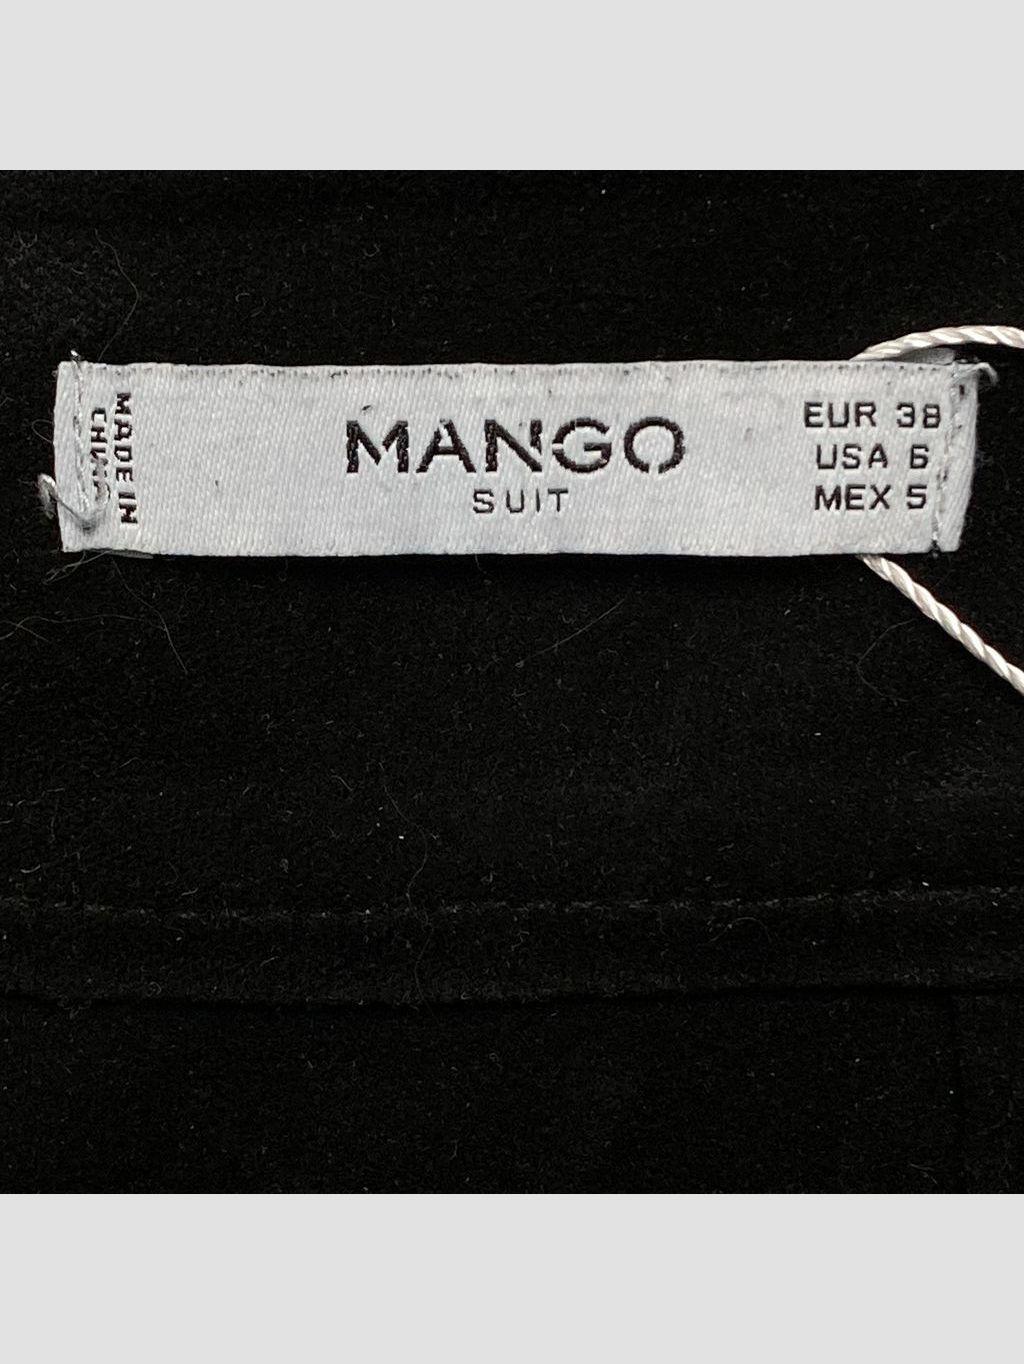 MADE IN
CHINA
MANGO
SUIT
EUR 38
USA 6
MEX 5